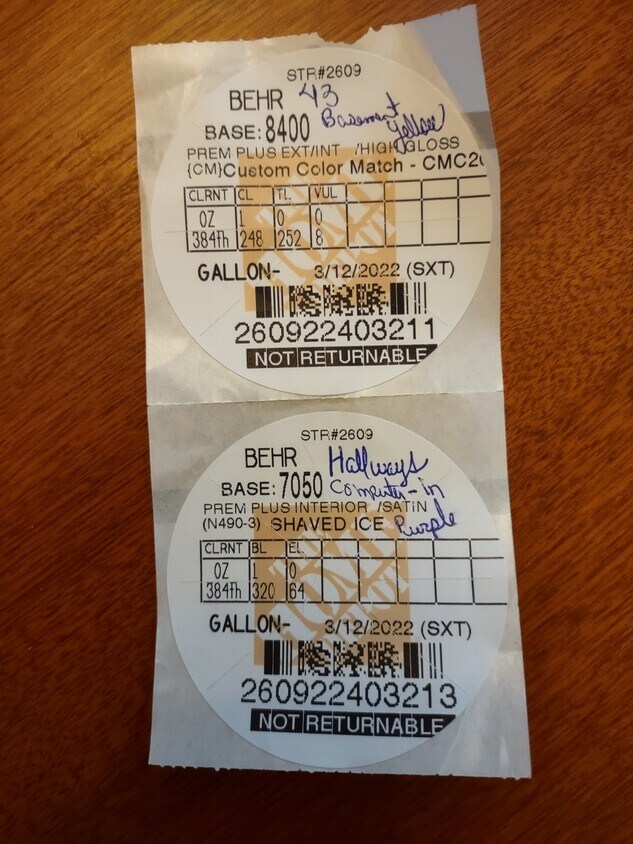 STR#2609
BEHR 43
BASE: 8400 Basement Yellow
PREM PLUS EXT/INT /HIGH GLOSS
{CM}Custom Color Match - CMC20
CLRNT CL TL VUL
OZ 1 0 0
384th 248 252 8
GALLON- 3/12/2022 (SXT)
260922403211
NOT RETURNABLE
STR#2609
BEHR Hallways
BASE: 7050 Computer-in
PREM PLUS INTERIOR /SATIN
(N490-3) SHAVED ICE Purple
CLRNT BL EL
OZ 1 0
384th 320 64
GALLON- 3/12/2022 (SXT)
260922403213
NOT RETURNABLE